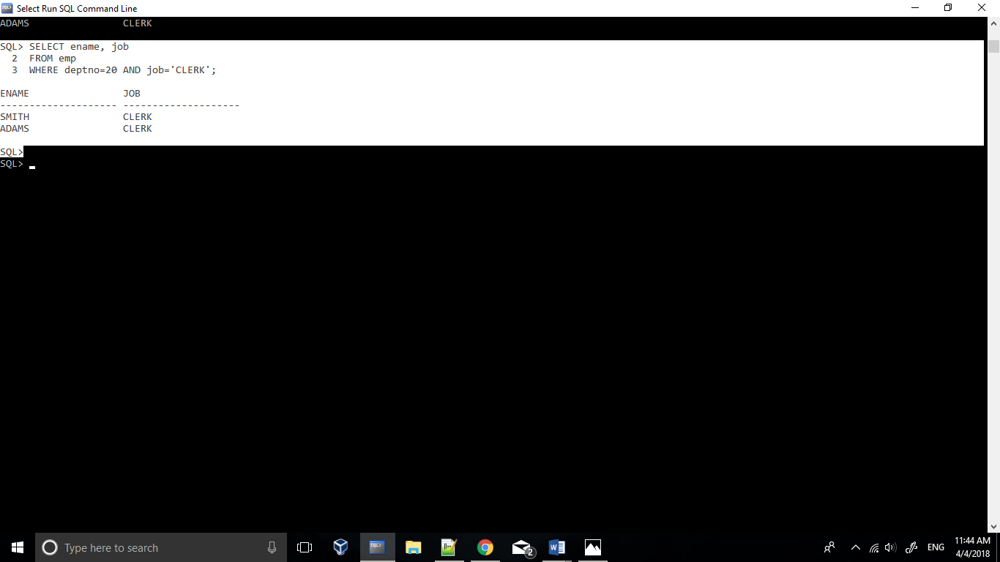 Select Run SQL Command Line
ADAMS CLERK
SQL> SELECT ename, job
2 FROM emp
3 WHERE deptno=20 AND job='CLERK';
ENAME JOB
-------------------- --------------------
SMITH CLERK
ADAMS CLERK
SQL>
SQL>
Type here to search
SQL>
2
ENG
11:44 AM
4/4/2018